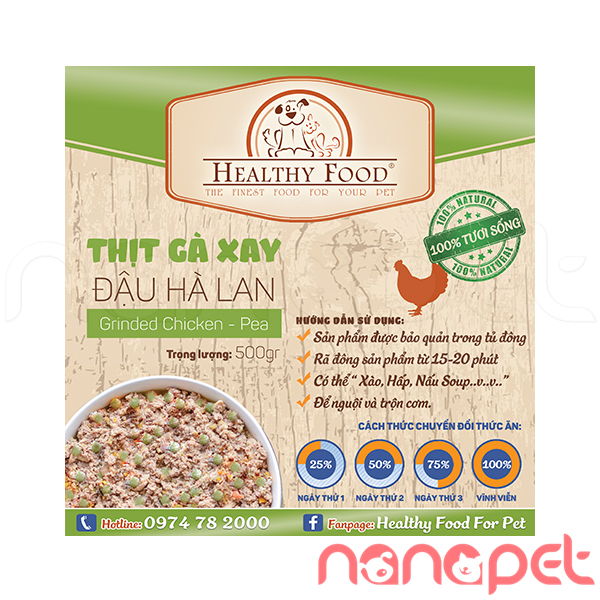 HEALTHY FOOD®
THE FINEST FOOD FOR YOUR PET
100% NATURAL
100% TƯƠI SỐNG
100% NATURAL
THỊT GÀ XAY
ĐẬU HÀ LAN
Grinded Chicken - Pea
Trọng lượng: 500gr
HƯỚNG DẪN SỬ DỤNG:
Sản phẩm được bảo quản trong tủ đông
Rã đông sản phẩm từ 15-20 phút
Có thể “ Xào, Hấp, Nấu Soup..v..v..”
Để nguội và trộn cơm.
CÁCH THỨC CHUYỂN ĐỔI THỨC ĂN:
25% 50% 75% 100%
NGÀY THỨ 1 NGÀY THỨ 2 NGÀY THỨ 3 VĨNH VIỄN
Hotline: 0974 78 2000 Fanpage: Healthy Food For Pet
nanapet